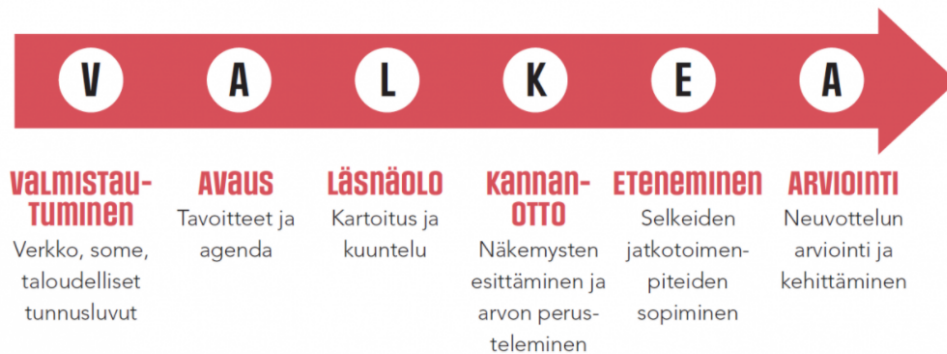 V A L K E A
VALMISTAU-
TUMINEN
Verkko, some,
taloudelliset
tunnusluvut
AVAUS
Tavoitteet ja
agenda
LÄSNÄOLO
Kartoitus ja
kuuntelu
KANNAN-
OTTO
Näkemysten
esittäminen ja
arvon perus-
teleminen
ETENEMINEN
Selkeiden
jatkotoimen-
piteiden
sopiminen
ARVIOINTI
Neuvottelun
arviointi ja
kehittäminen